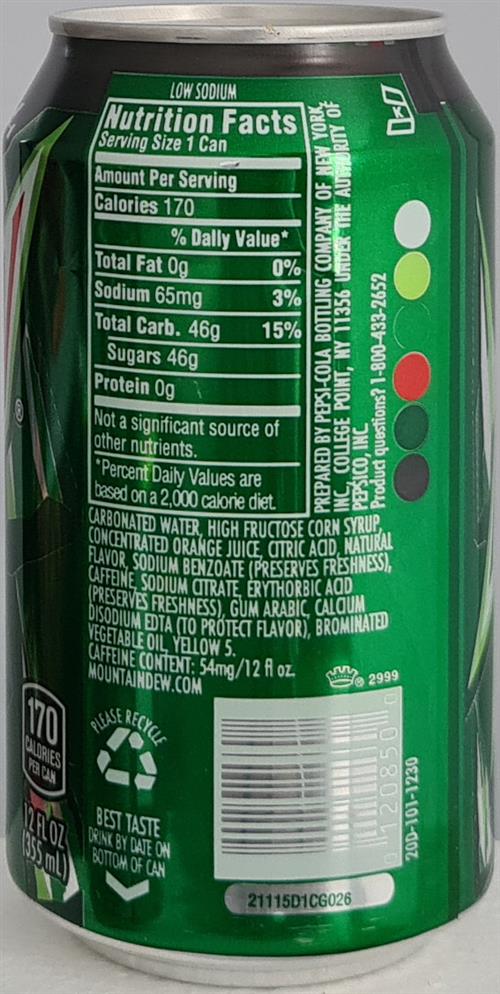 LOW SODIUM
Nutrition Facts
Serving Size 1 Can
Amount Per Serving
Calories 170
% Daily Value*
Total Fat 0g 0%
Sodium 65mg 3%
Total Carb. 46g 15%
Sugars 46g
Protein 0g
Not a significant source of
other nutrients.
*Percent Daily Values are
based on a 2,000 calorie diet.
PREPARED BY PEPSI-COLA BOTTLING COMPANY OF NEW YORK,
INC., COLLEGE POINT, NY 11356 UNDER THE AUTHORITY OF
PEPSICO, INC
Product questions? 1-800-433-2652
CARBONATED WATER, HIGH FRUCTOSE CORN SYRUP,
CONCENTRATED ORANGE JUICE, CITRIC ACID, NATURAL
FLAVOR, SODIUM BENZOATE (PRESERVES FRESHNESS),
CAFFEINE, SODIUM CITRATE, ERYTHORBIC ACID
(PRESERVES FRESHNESS), GUM ARABIC, CALCIUM
DISODIUM EDTA (TO PROTECT FLAVOR), BROMINATED
VEGETABLE OIL, YELLOW 5.
CAFFEINE CONTENT: 54mg/12 fl oz.
MOUNTAINDEW.COM
® 2999
170
CALORIES
PER CAN
12 FL OZ
(355 mL)
PLEASE RECYCLE
BEST TASTE
DRINK BY DATE ON
BOTTOM OF CAN
0 120850 0
20D-101-1230
21115D1CG026
®